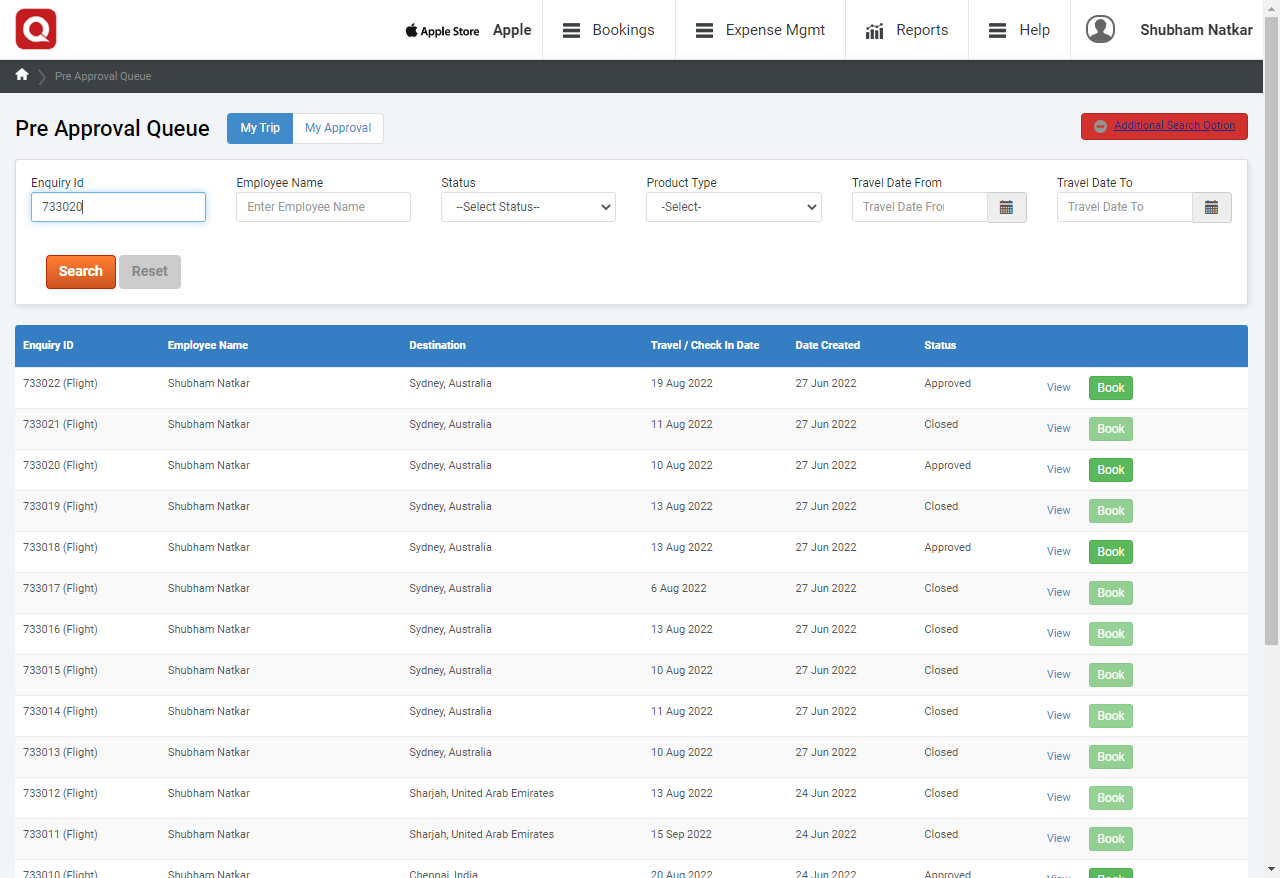 Apple Store Apple Bookings Expense Mgmt Reports Help Shubham Natkar
Pre Approval Queue
Pre Approval Queue My Trip My Approval Additional Search Option
Enquiry Id Employee Name Status Product Type Travel Date From Travel Date To
733020 Enter Employee Name --Select Status-- -Select- Travel Date Fro Travel Date To
Search Reset
Enquiry ID Employee Name Destination Travel / Check In Date Date Created Status
733022 (Flight) Shubham Natkar Sydney, Australia 19 Aug 2022 27 Jun 2022 Approved View Book
733021 (Flight) Shubham Natkar Sydney, Australia 11 Aug 2022 27 Jun 2022 Closed View Book
733020 (Flight) Shubham Natkar Sydney, Australia 10 Aug 2022 27 Jun 2022 Approved View Book
733019 (Flight) Shubham Natkar Sydney, Australia 13 Aug 2022 27 Jun 2022 Closed View Book
733018 (Flight) Shubham Natkar Sydney, Australia 13 Aug 2022 27 Jun 2022 Approved View Book
733017 (Flight) Shubham Natkar Sydney, Australia 6 Aug 2022 27 Jun 2022 Closed View Book
733016 (Flight) Shubham Natkar Sydney, Australia 13 Aug 2022 27 Jun 2022 Closed View Book
733015 (Flight) Shubham Natkar Sydney, Australia 10 Aug 2022 27 Jun 2022 Closed View Book
733014 (Flight) Shubham Natkar Sydney, Australia 11 Aug 2022 27 Jun 2022 Closed View Book
733013 (Flight) Shubham Natkar Sydney, Australia 10 Aug 2022 27 Jun 2022 Closed View Book
733012 (Flight) Shubham Natkar Sharjah, United Arab Emirates 13 Aug 2022 24 Jun 2022 Closed View Book
733011 (Flight) Shubham Natkar Sharjah, United Arab Emirates 15 Sep 2022 24 Jun 2022 Closed View Book
733010 (Flight) Shubham Natkar Chennai, India 20 Aug 2022 24 Jun 2022 Approved View Book